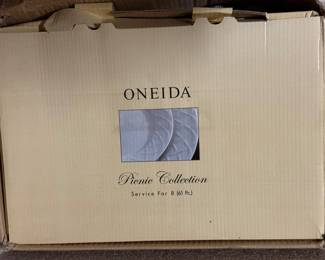 ONEIDA
Picnic Collection
Service For 8 (61 Pc.)